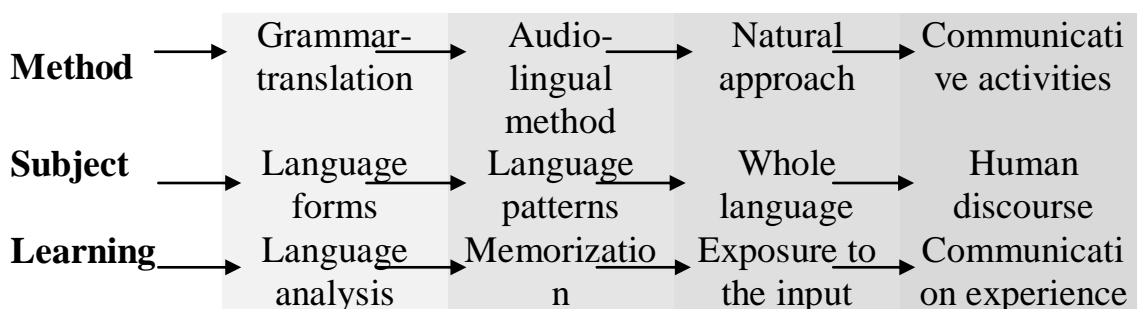 Method
Grammar-
translation
Audio-
lingual
method
Natural
approach
Communicati
ve activities
Subject
Language
forms
Language
patterns
Whole
language
Human
discourse
Learning
Language
analysis
Memorizatio
n
Exposure to
the input
Communicati
on experience